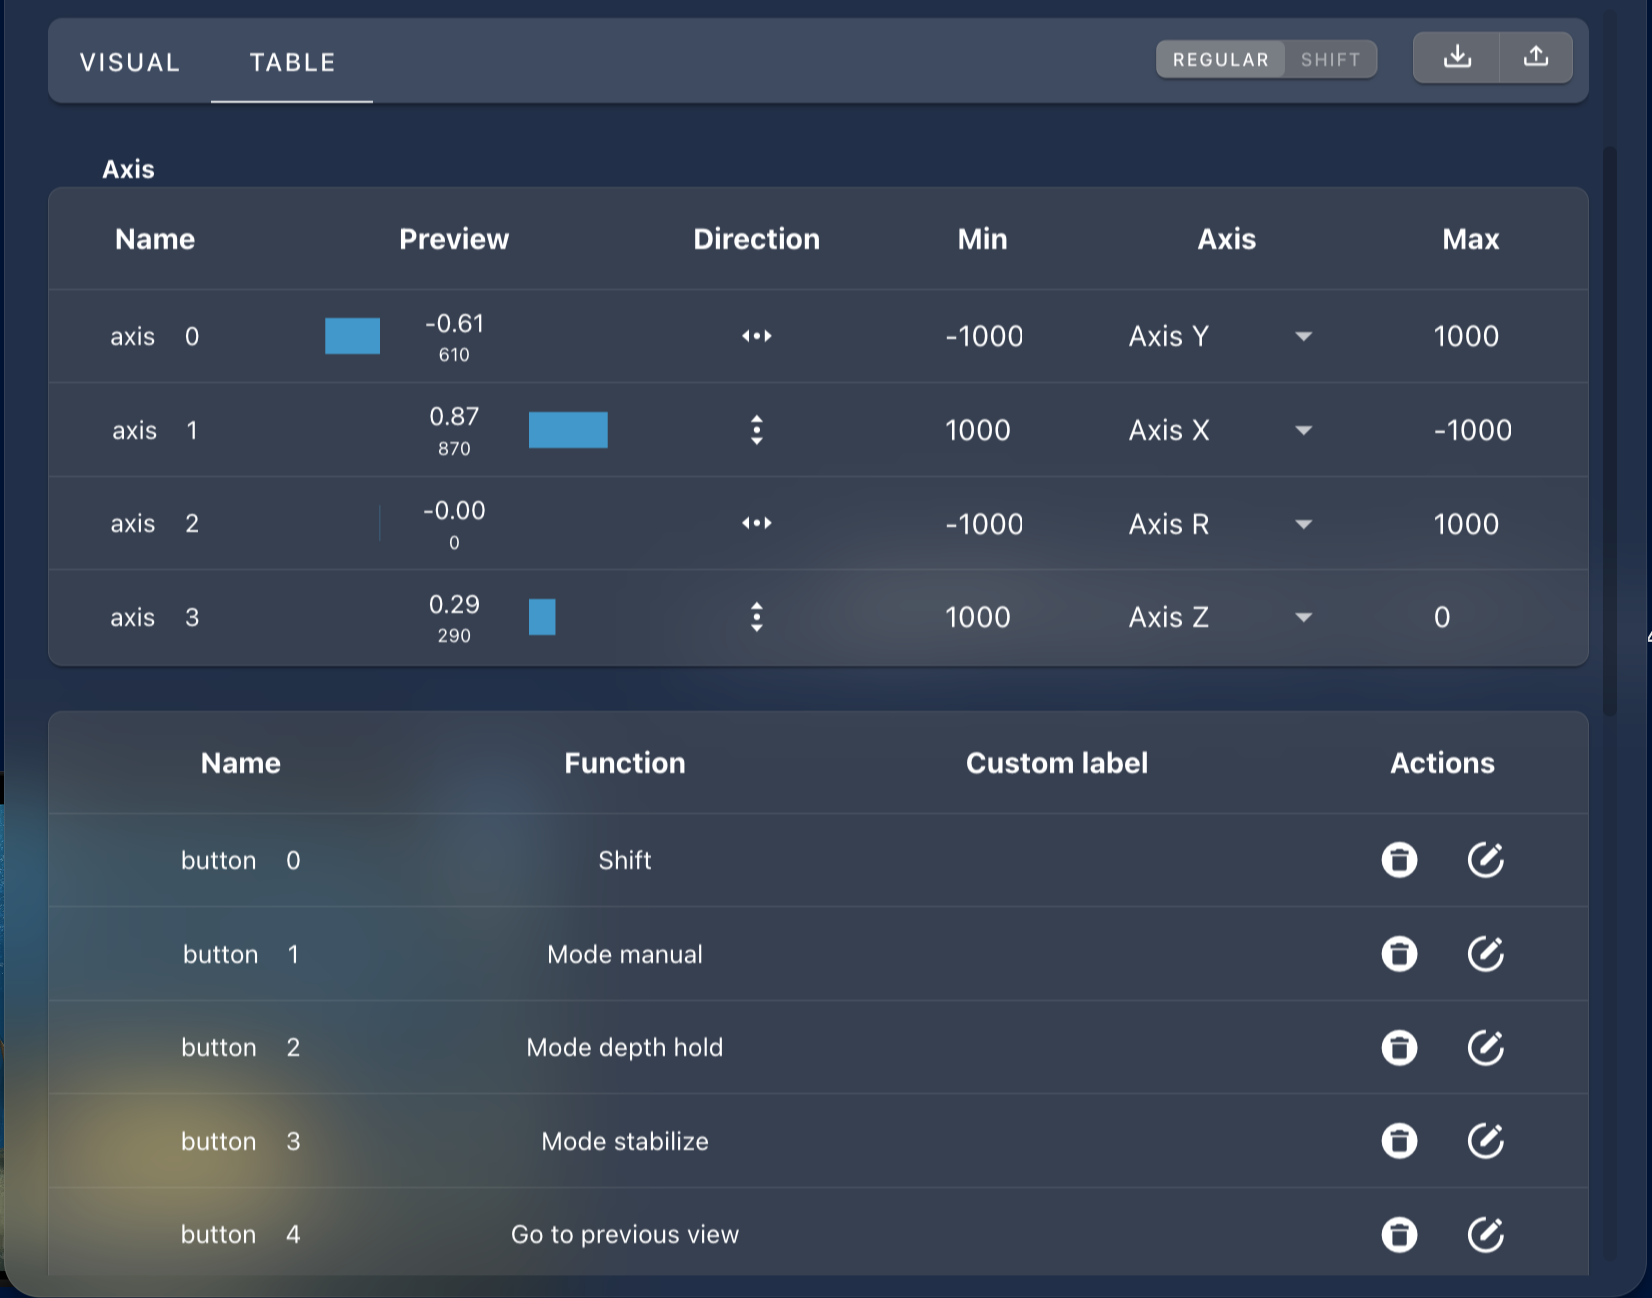 VISUAL TABLE REGULAR SHIFT
Axis
Name Preview Direction Min Axis Max
axis 0 -0.61 -1000 Axis Y 1000
610
axis 1 0.87 1000 Axis X -1000
870
axis 2 -0.00 -1000 Axis R 1000
0
axis 3 0.29 1000 Axis Z 0
290
Name Function Custom label Actions
button 0 Shift
button 1 Mode manual
button 2 Mode depth hold
button 3 Mode stabilize
button 4 Go to previous view